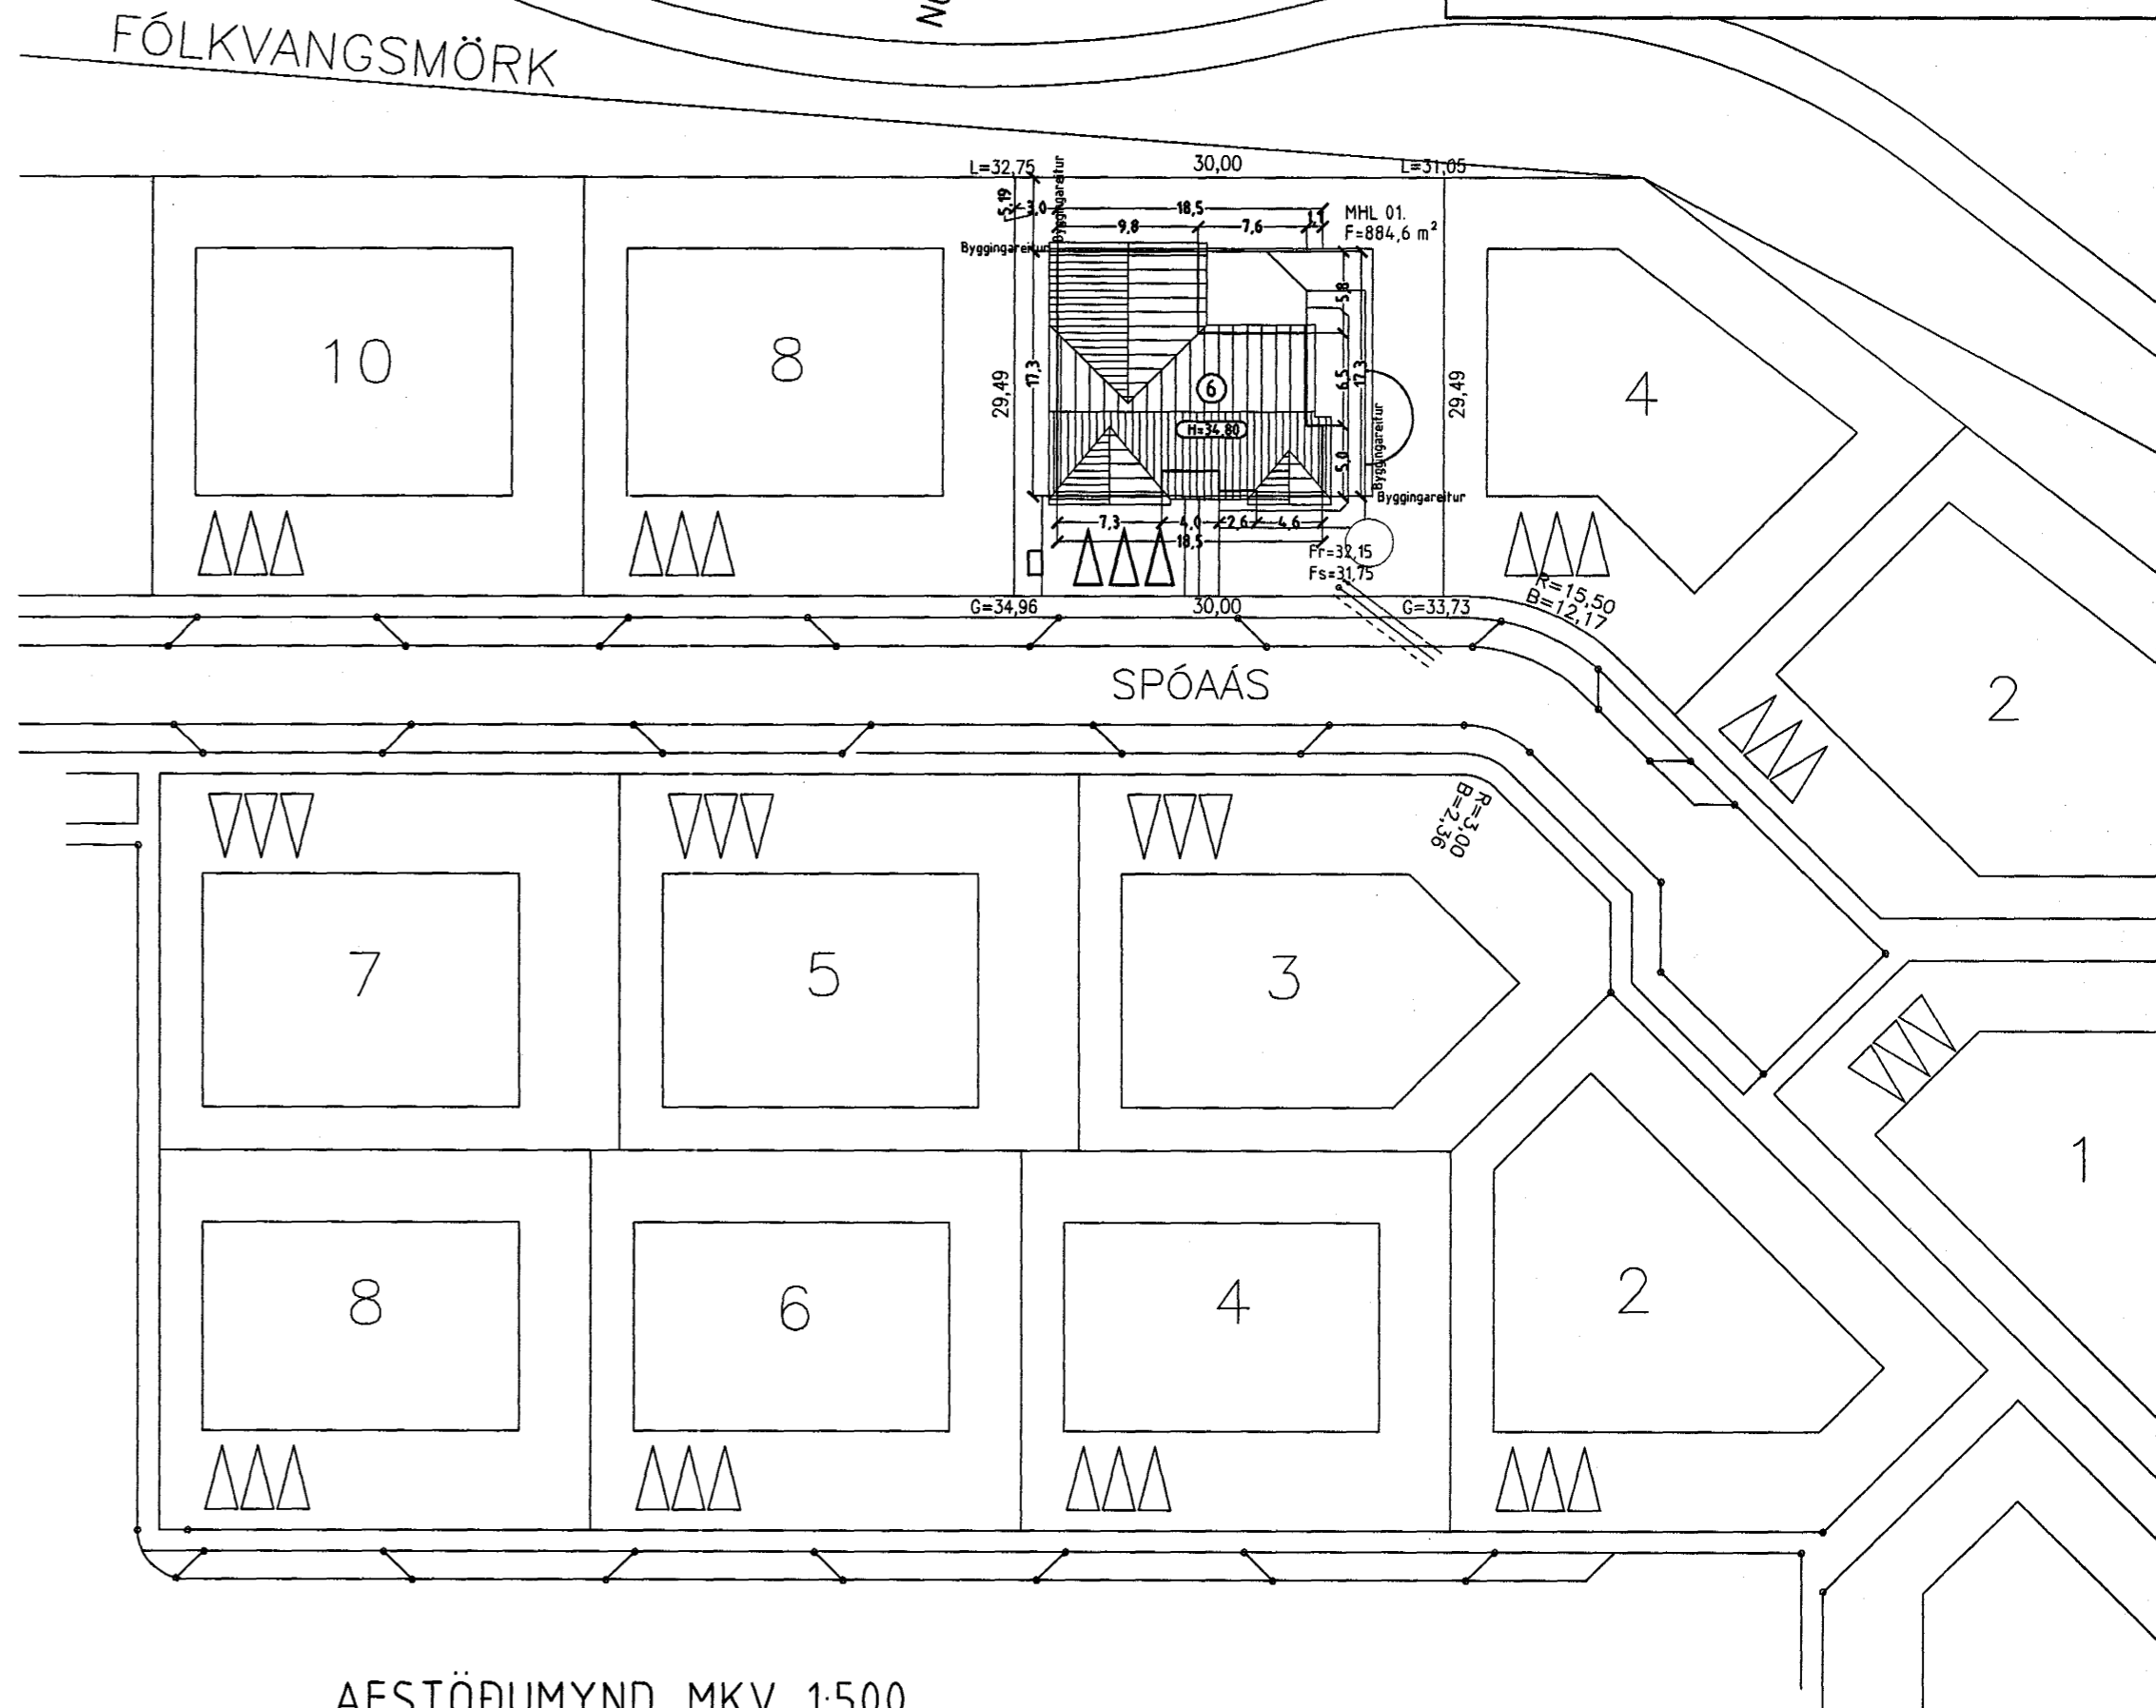 FÓLKVANGSMÖRK
L=32,75
30,00
L=31,05
5,19
3,0
Byggingareitur
18,5
9,8
7,6
1,1
MHL 01.
F=884,6 m²
Byggingareitur
10
8
29,49
17,3
6
H=34,80
5,8
6,5
5,0
17,3
Byggingareitur
29,49
4
Byggingareitur
7,3
4,0
2,6
4,6
18,5
Fr=32,15
Fs=31,75
G=34,96
30,00
G=33,73
R=15,50
B=12,17
SPÓAÁS
2
R=3,00
B=2,36
7
5
3
1
8
6
4
2
AFSTÖÐUMYND MKV 1:500